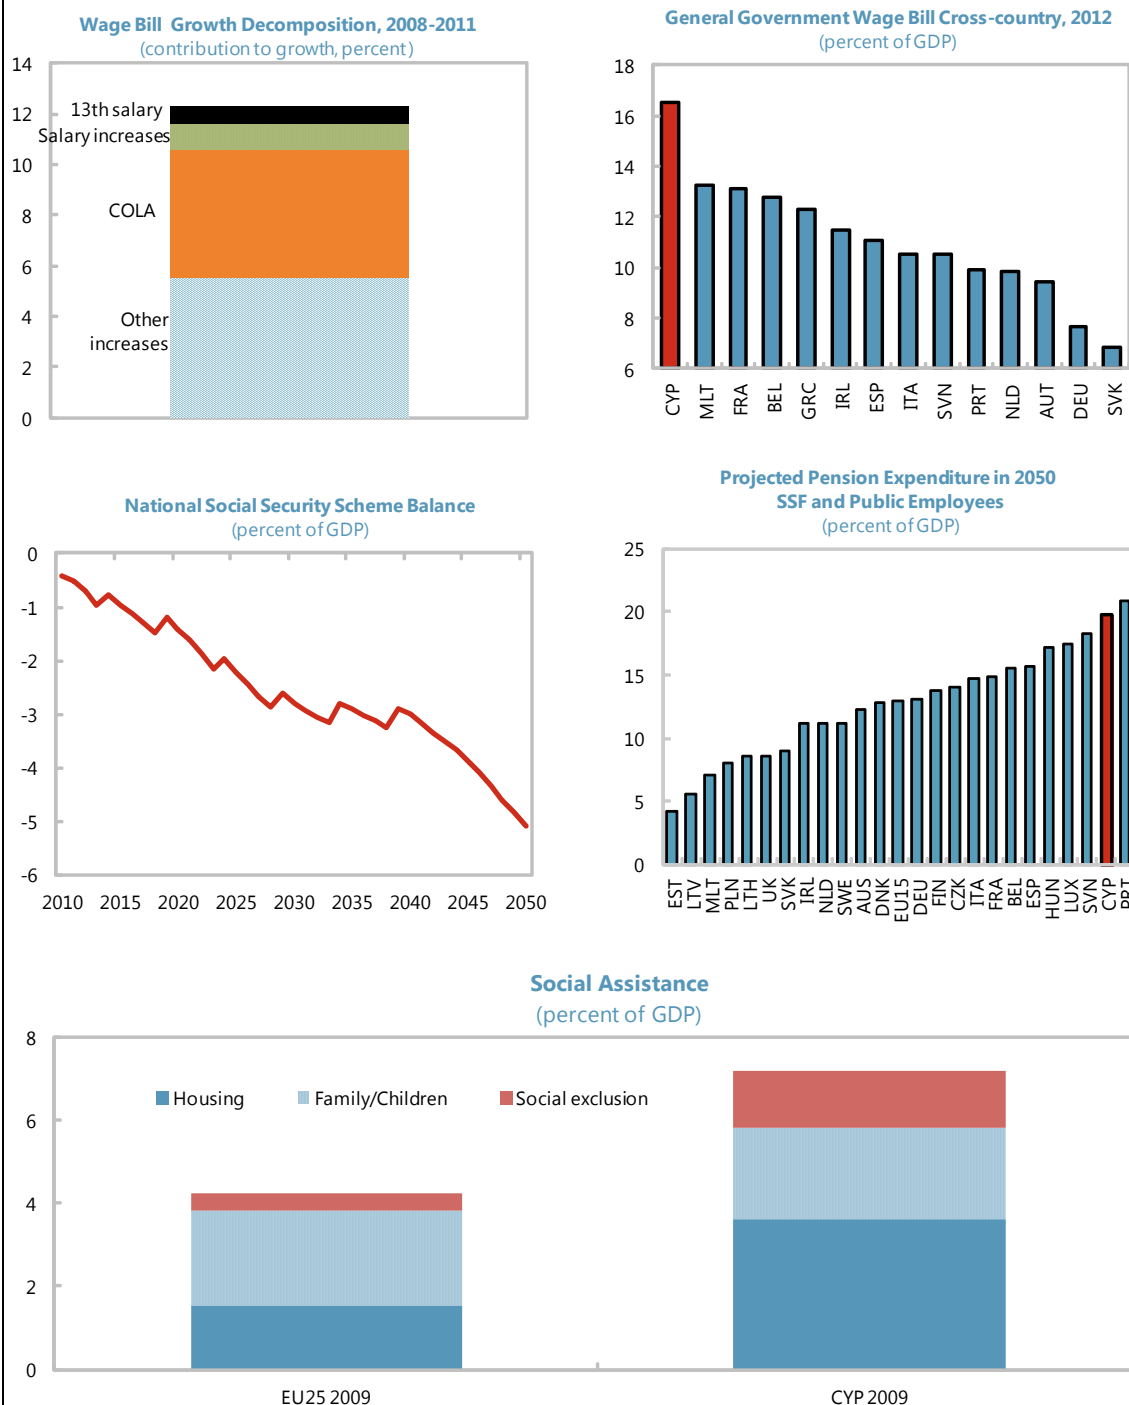 Wage Bill Growth Decomposition, 2008-2011
(contribution to growth, percent)
14
12
10
8
6
4
2
0
13th salary
Salary increases
COLA
Other
increases
General Government Wage Bill Cross-country, 2012
(percent of GDP)
18
16
14
12
10
8
6
CYP
MLT
FRA
BEL
GRC
IRL
ESP
ITA
SVN
PRT
NLD
AUT
DEU
SVK
National Social Security Scheme Balance
(percent of GDP)
0
-1
-2
-3
-4
-5
-6
2010 2015 2020 2025 2030 2035 2040 2045 2050
Projected Pension Expenditure in 2050
SSF and Public Employees
(percent of GDP)
25
20
15
10
5
0
EST
LTV
MLT
PLN
LTH
UK
SVK
IRL
NLD
SWE
AUS
DNK
EU15
DEU
FIN
CZK
ITA
FRA
BEL
ESP
HUN
LUX
SVN
CYP
PRT
Social Assistance
(percent of GDP)
8
6
4
2
0
Housing Family/Children Social exclusion
EU25 2009 CYP 2009